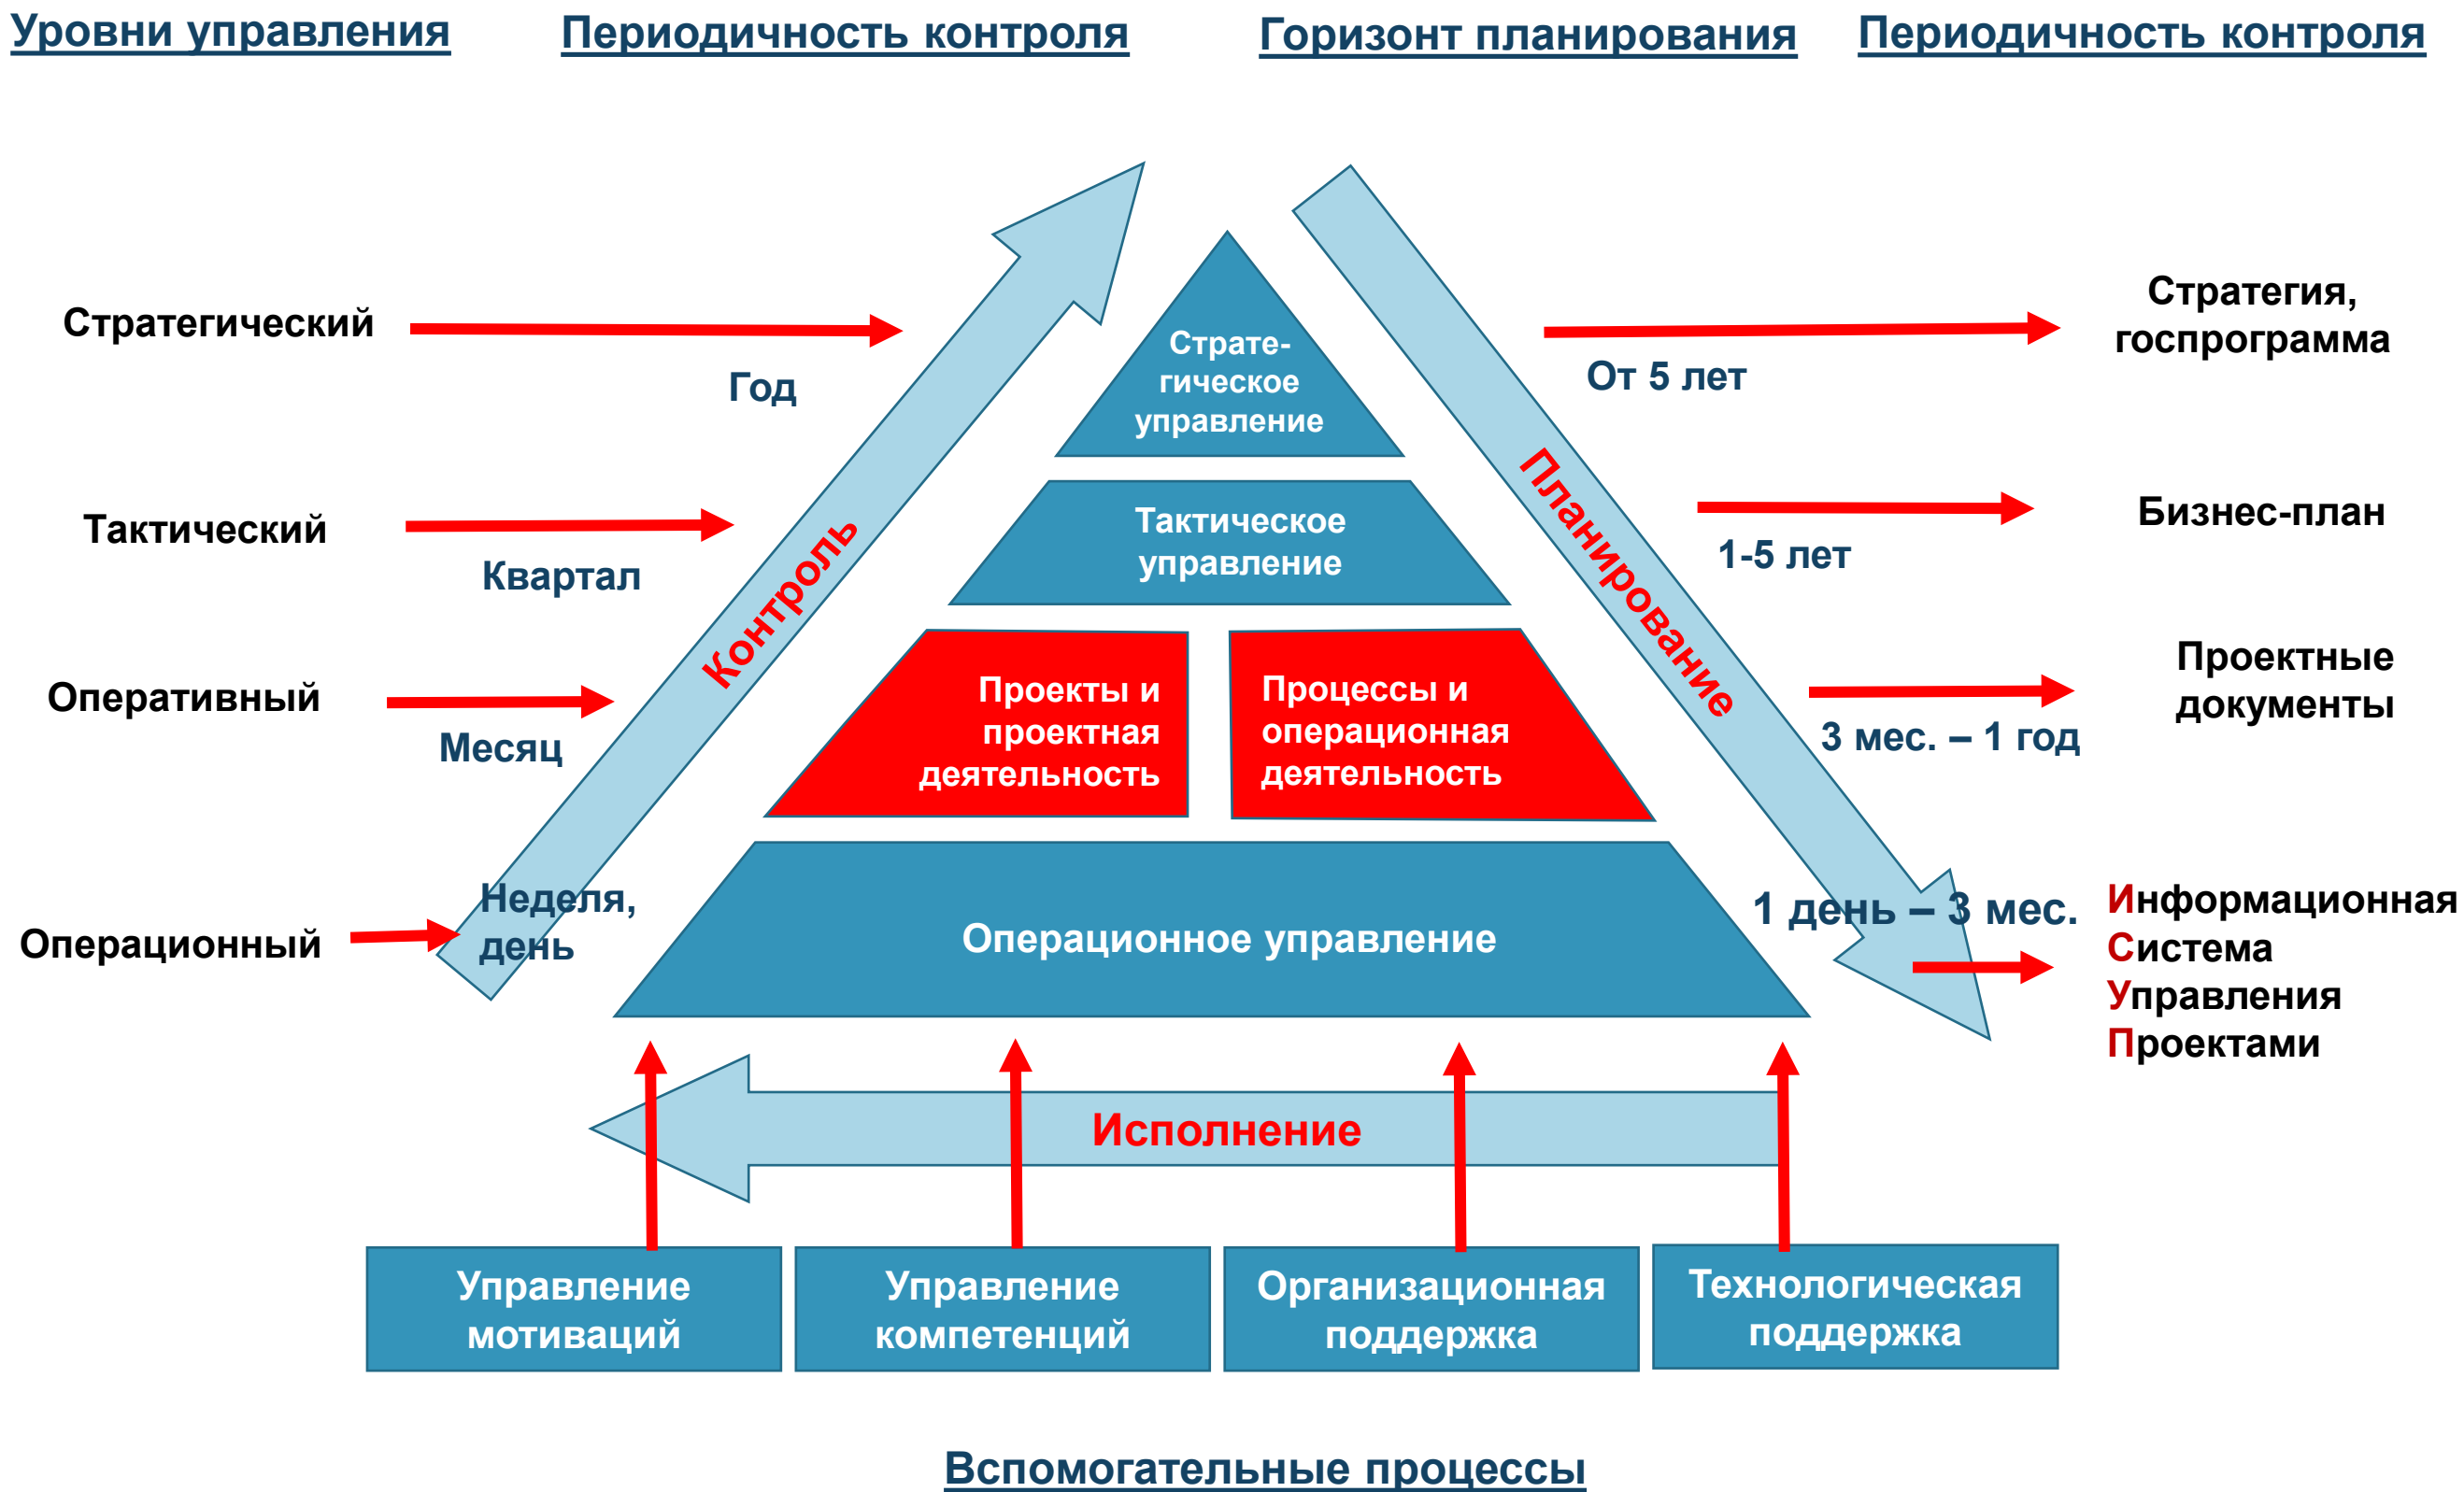 Уровни управления
Периодичность контроля
Горизонт планирования
Периодичность контроля
Стратегический
Год
Страте-
гическое
управление
От 5 лет
Стратегия,
госпрограмма
Тактический
Квартал
Контроль
Тактическое
управление
Планирование
1-5 лет
Бизнес-план
Оперативный
Месяц
Проекты и
проектная
деятельность
Процессы и
операционная
деятельность
3 мес. – 1 год
Проектные
документы
Операционный
Неделя,
день
Операционное управление
1 день – 3 мес.
Информационная
Система
Управления
Проектами
Исполнение
Управление
мотиваций
Управление
компетенций
Организационная
поддержка
Технологическая
поддержка
Вспомогательные процессы